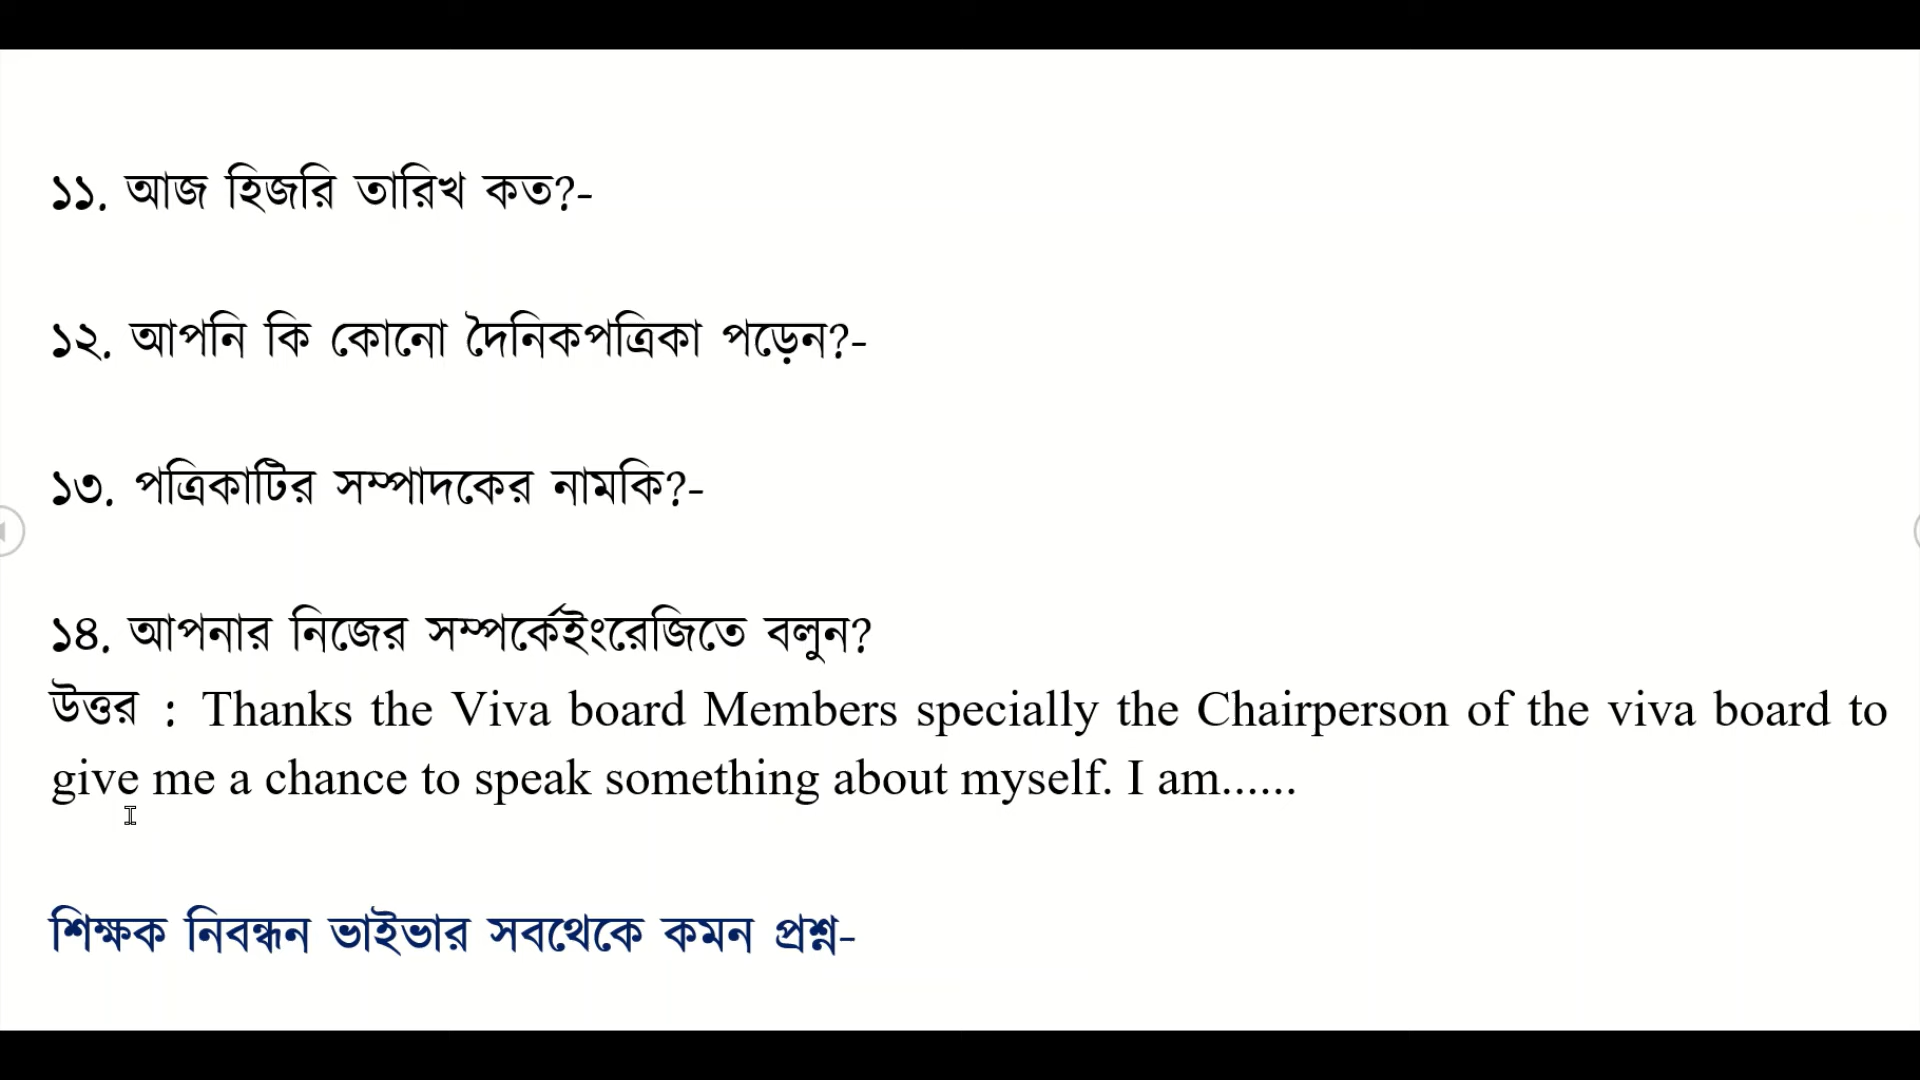 ১১. আজ হিজরি তারিখ কত?-
১২. আপনি কি কোনো দৈনিকপত্রিকা পড়েন?-
১৩. পত্রিকাটির সম্পাদকের নামকি?-
১৪. আপনার নিজের সম্পর্কেইংরেজিতে বলুন?
উত্তর : Thanks the Viva board Members specially the Chairperson of the viva board to
give me a chance to speak something about myself. I am......
শিক্ষক নিবন্ধন ভাইভার সবথেকে কমন প্রশ্ন-